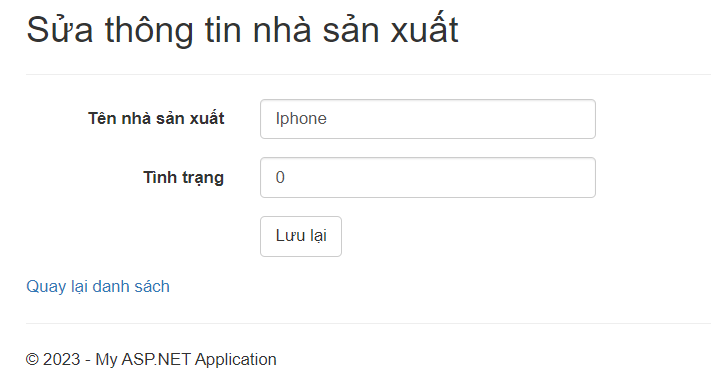 Sửa thông tin nhà sản xuất
Tên nhà sản xuất Iphone
Tình trạng 0
Lưu lại
Quay lại danh sách
© 2023 - My ASP.NET Application